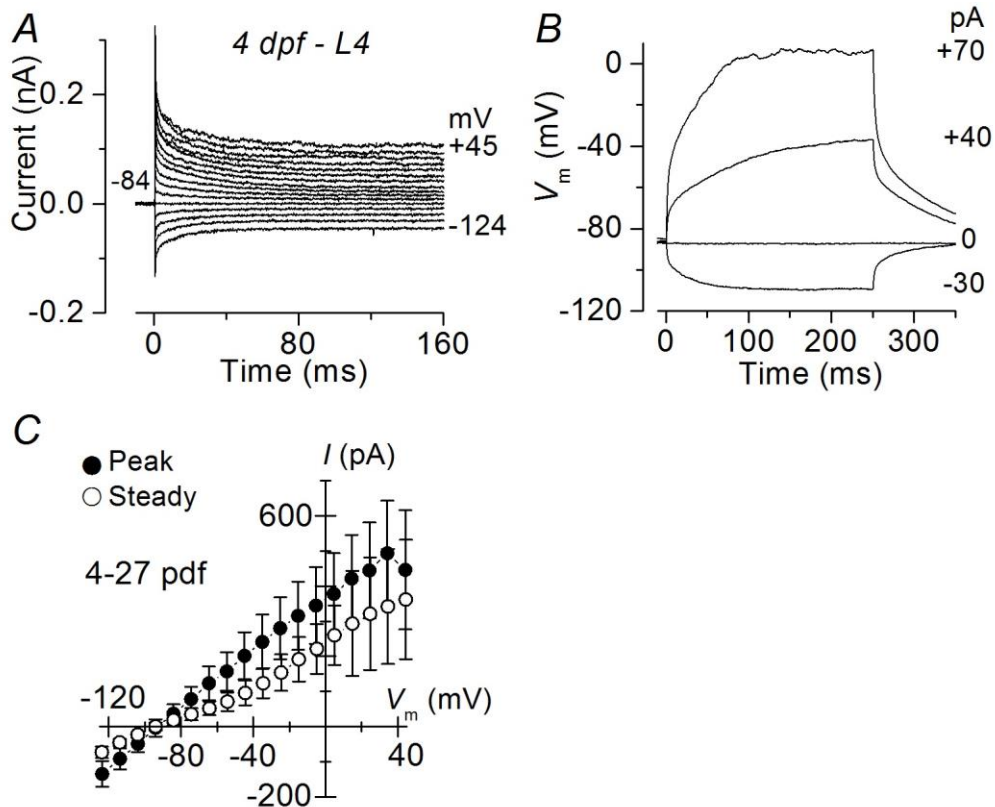 A
4 dpf - L4
Current (nA)
0.2
0.0
-0.2
-84
mV
+45
-124
0
80
160
Time (ms)
B
pA
+70
+40
0
-30
Vm (mV)
0
-40
-80
-120
0
100
200
300
Time (ms)
C
Peak
Steady
4-27 pdf
I (pA)
600
-200
Vm (mV)
-120
-80
-40
40